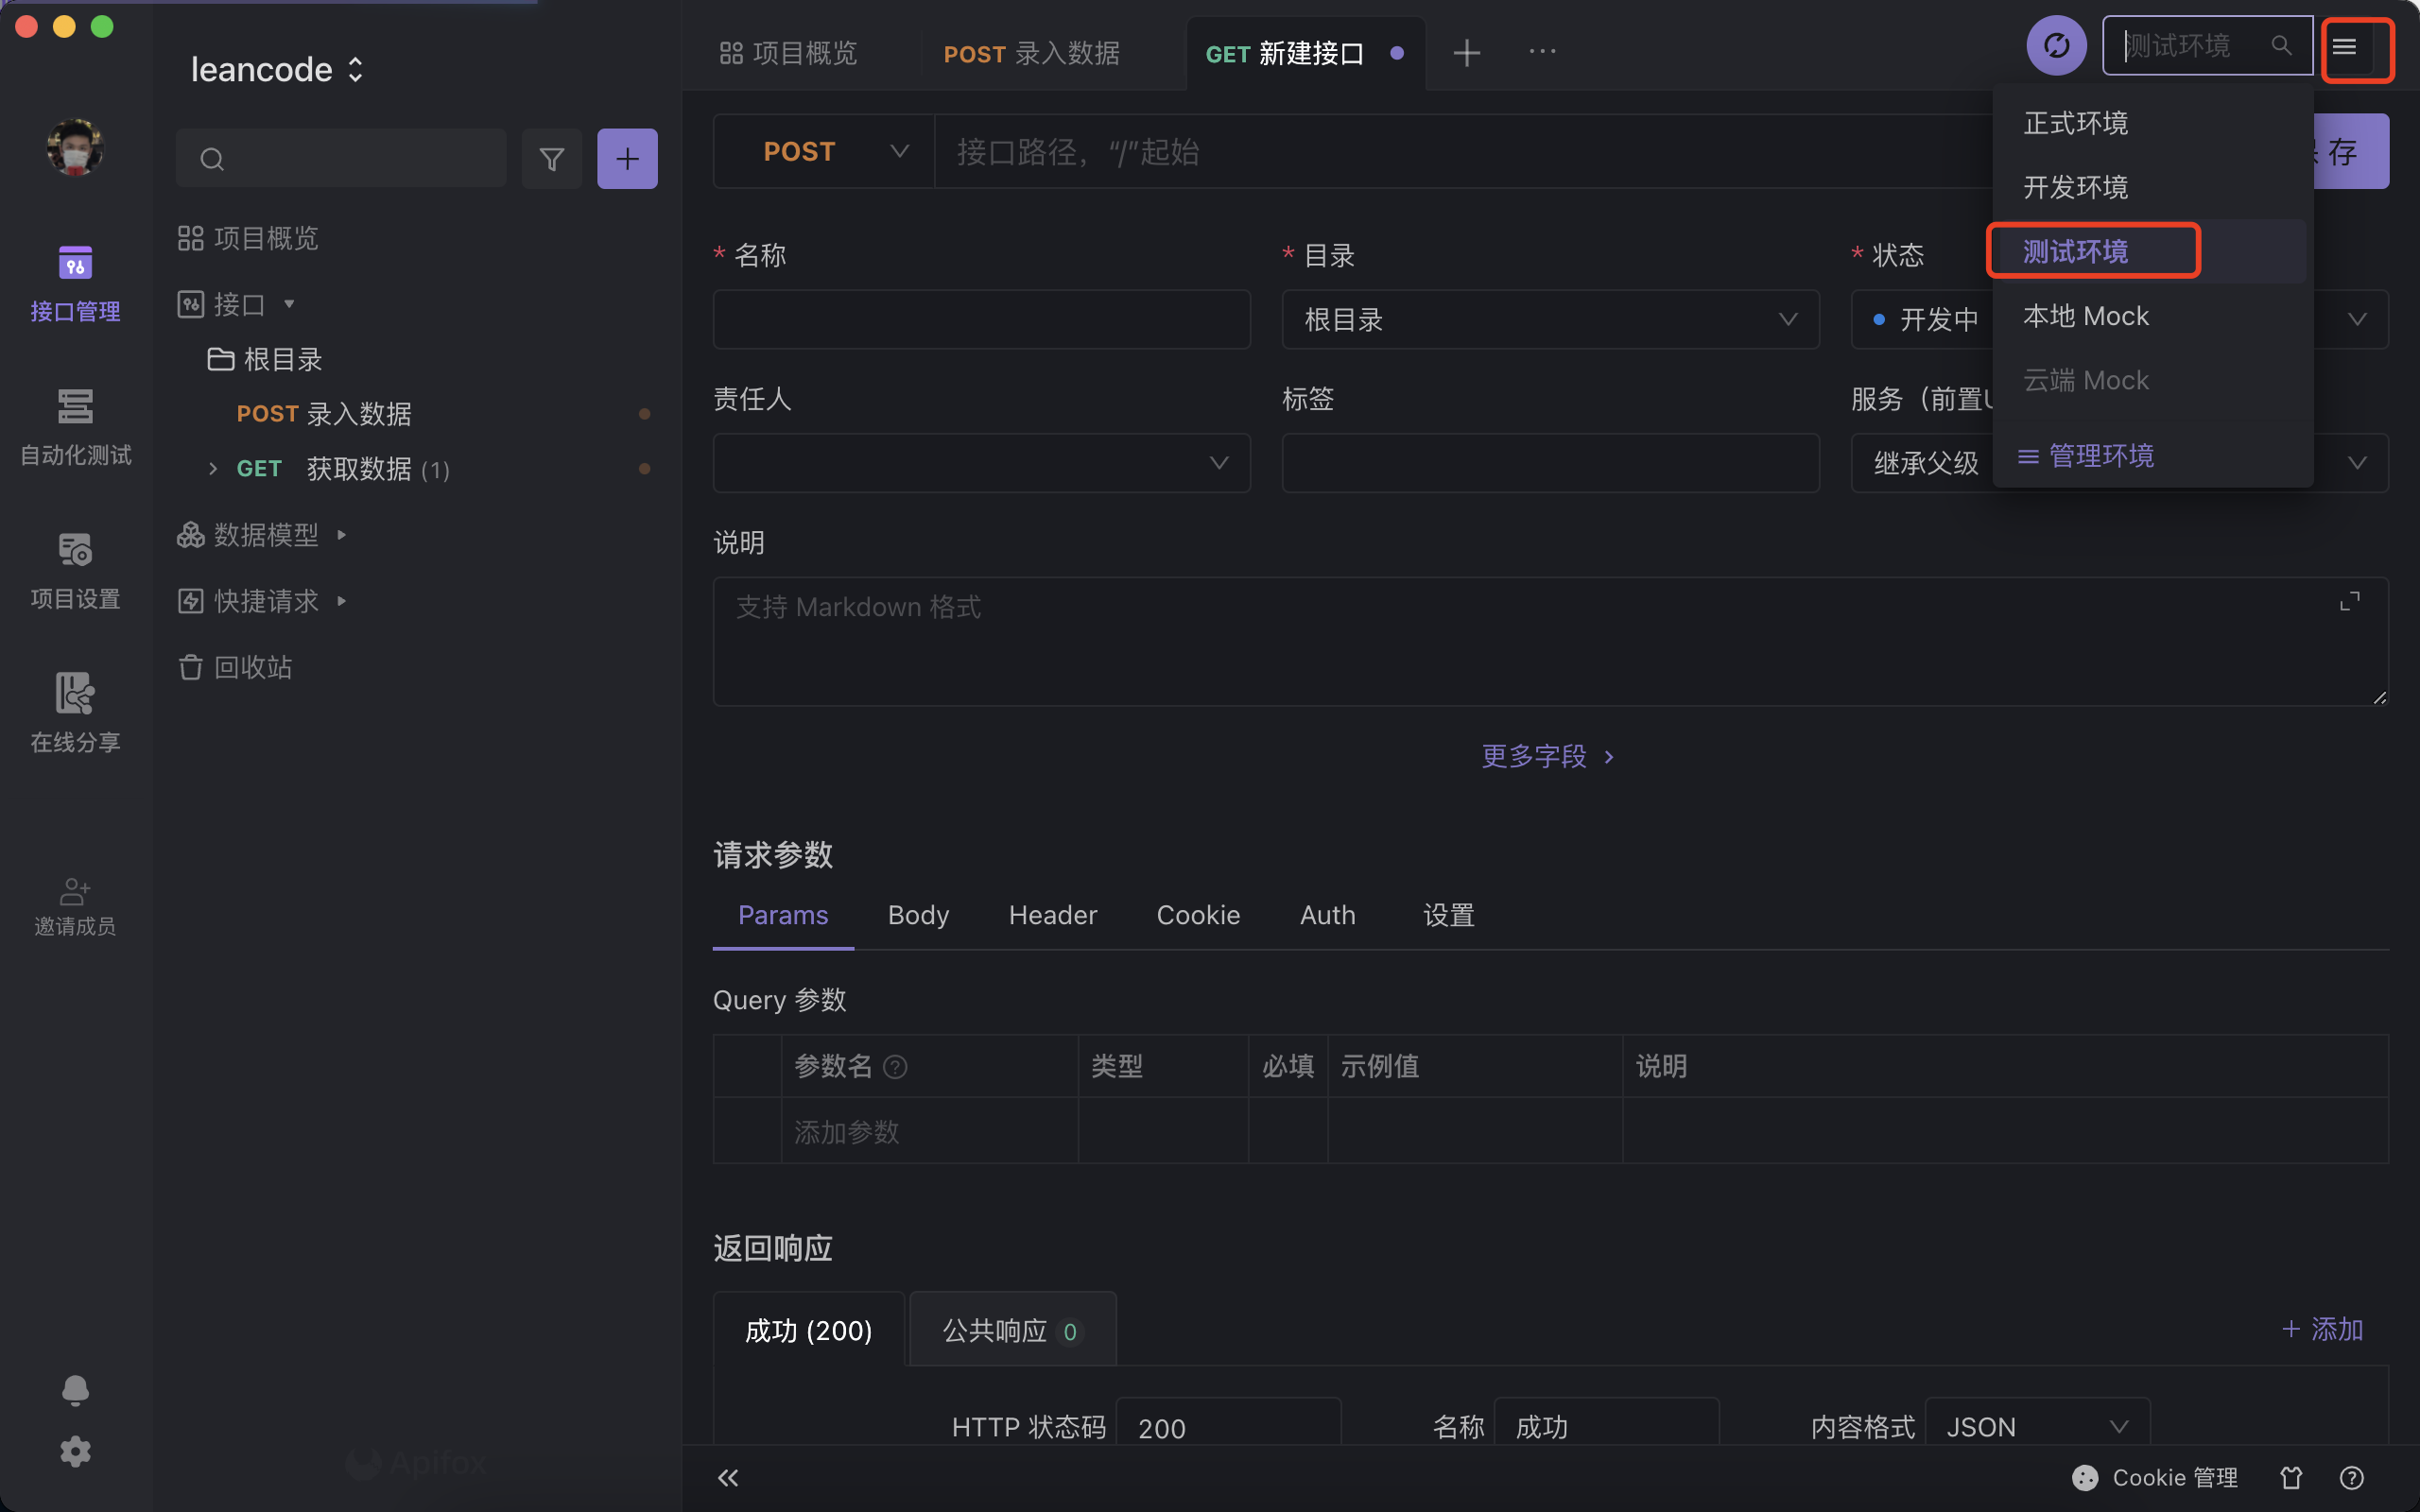 leancode
项目概览
POST 录入数据
GET 新建接口
测试环境
正式环境
开发环境
测试环境
本地 Mock
云端 Mock
管理环境
接口管理
自动化测试
项目设置
在线分享
邀请成员
项目概览
接口
根目录
POST 录入数据
GET 获取数据 (1)
数据模型
快捷请求
回收站
Apifox
POST
接口路径，“/”起始
存
* 名称
* 目录
* 状态
根目录
开发中
责任人
标签
服务（前置U
继承父级
说明
支持 Markdown 格式
更多字段
请求参数
Params
Body
Header
Cookie
Auth
设置
Query 参数
参数名
类型
必填
示例值
说明
添加参数
返回响应
成功 (200)
公共响应 0
+ 添加
HTTP 状态码
200
名称
成功
内容格式
JSON
Cookie 管理